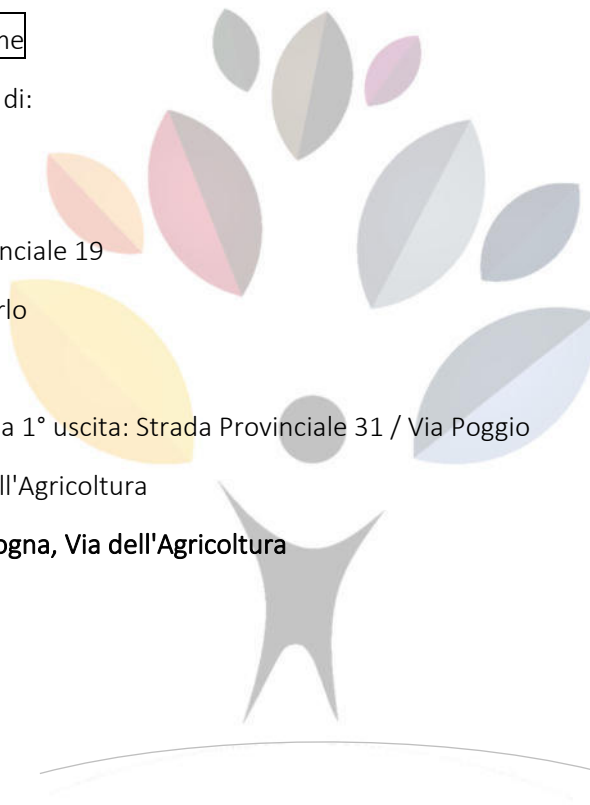 ne
di:
nciale 19
rlo
a 1° uscita: Strada Provinciale 31 / Via Poggio
ll'Agricoltura
ogna, Via dell'Agricoltura